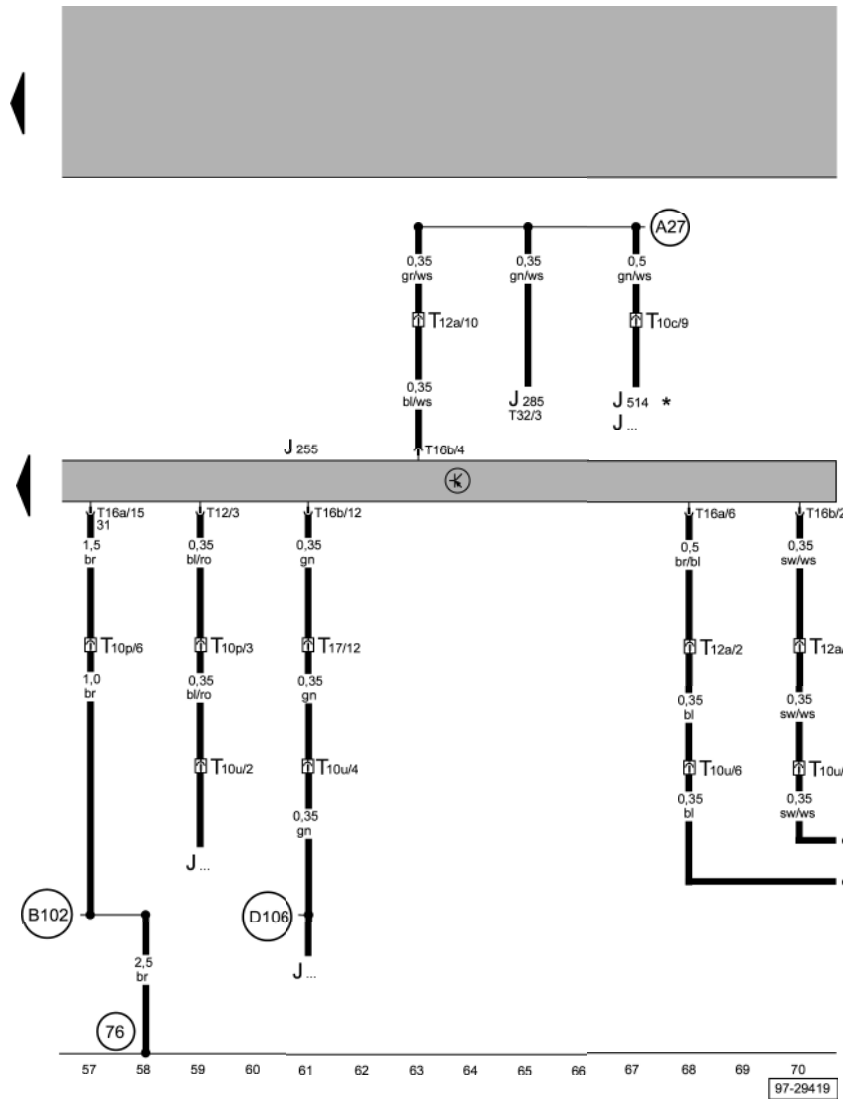 A27
0,35 0,35 0,5
gr/ws gn/ws gn/ws
T12a/10 T10c/9
0,35
bl/ws
J 285 J 514 *
T32/3 J ...
J 255 T16b/4
T16a/15 T12/3 T16b/12 T16a/6 T16b/2
31
1,5 0,35 0,35 0,5 0,35
br bl/ro gn br/bl sw/ws
T10p/6 T10p/3 T17/12 T12a/2 T12a/
1,0 0,35 0,35 0,35 0,35
br bl/ro gn bl sw/ws
T10u/2 T10u/4 T10u/6 T10u/
0,35 0,35 0,35
gn bl sw/ws
J ...
B102 D106
2,5 J ...
br
76
57 58 59 60 61 62 63 64 65 66 67 68 69 70
97-29419